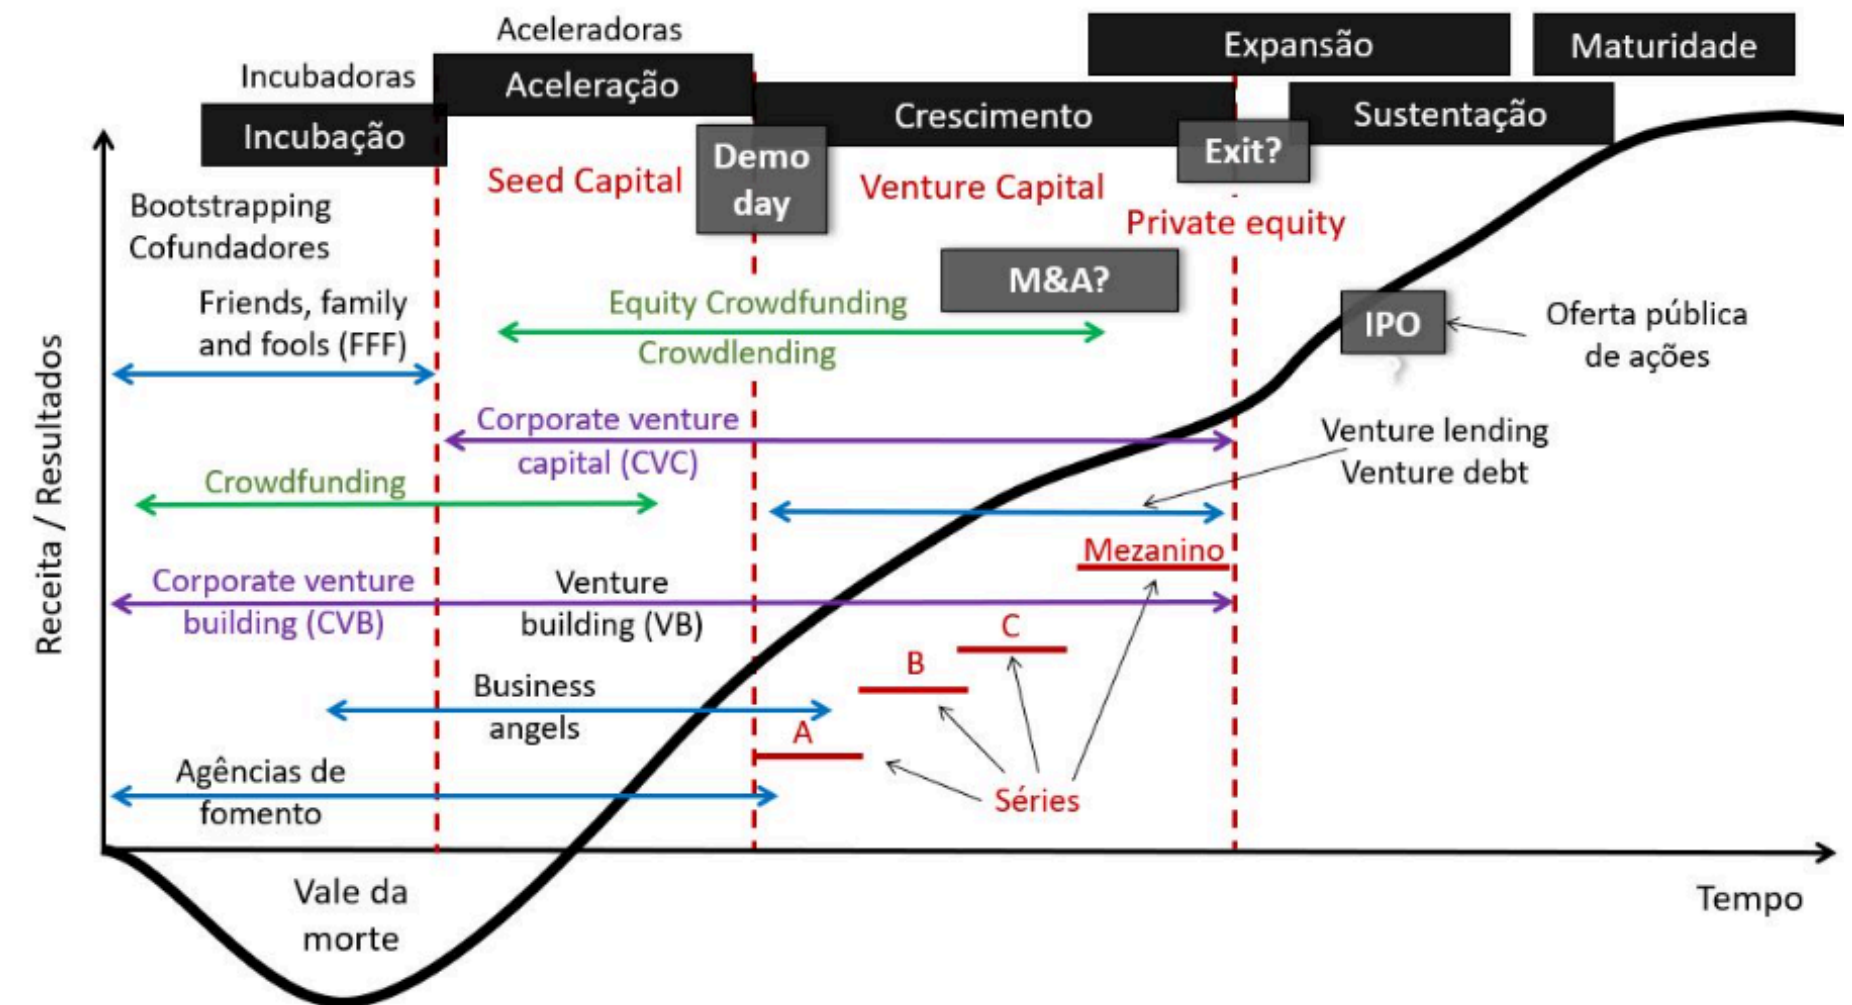 Aceleradoras
Expansão
Maturidade
Incubadoras
Aceleração
Crescimento
Sustentação
Incubação
Demo
day
Exit?
Seed Capital
Venture Capital
Bootstrapping
Cofundadores
Private equity
M&A?
Friends, family
and fools (FFF)
Equity Crowdfunding
Crowdlending
IPO
?
Oferta pública
de ações
Receita / Resultados
Corporate venture
capital (CVC)
Venture lending
Venture debt
Crowdfunding
Mezanino
Corporate venture
building (CVB)
Venture
building (VB)
C
B
Business
angels
A
Agências de
fomento
Séries
Vale da
morte
Tempo